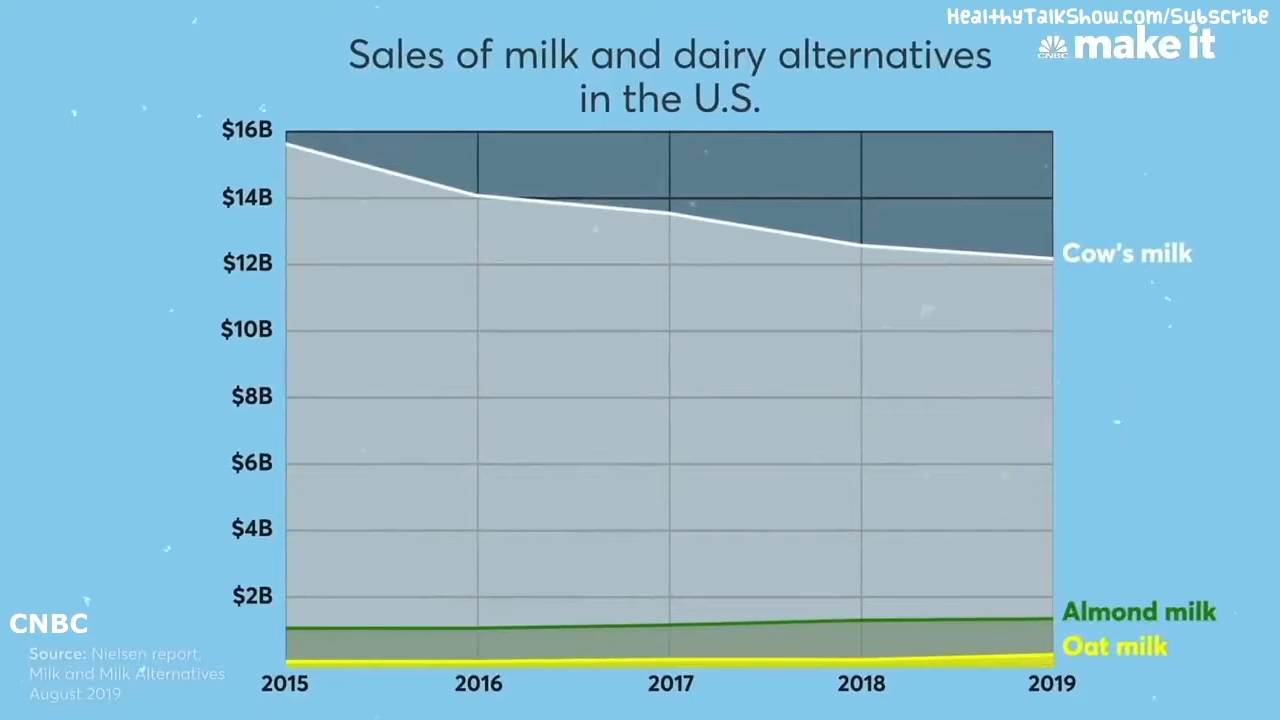 HealthyTalkShow.com/Subscribe
CNBC make it
Sales of milk and dairy alternatives
in the U.S.
$16B
$14B
$12B
$10B
$8B
$6B
$4B
$2B
Cow's milk
Almond milk
Oat milk
2015 2016 2017 2018 2019
CNBC
Source: Nielsen report,
Milk and Milk Alternatives
August 2019